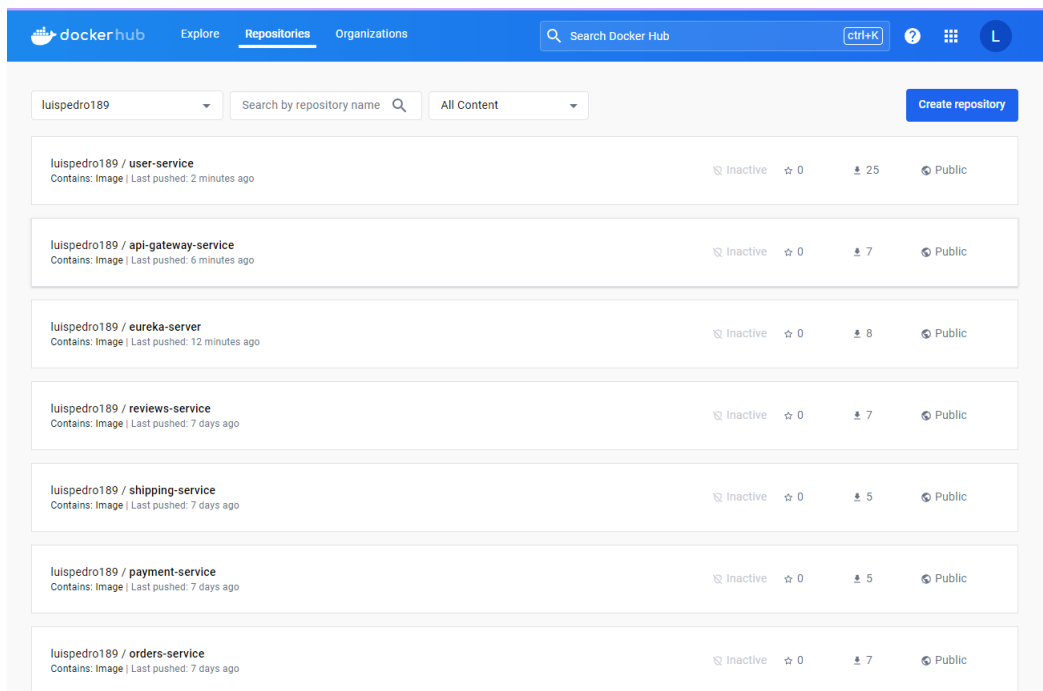 dockerhub Explore Repositories Organizations Search Docker Hub ctrl+K ? L
luispedro189 Search by repository name All Content Create repository
luispedro189 / user-service
Contains: Image | Last pushed: 2 minutes ago
Inactive 0 25 Public
luispedro189 / api-gateway-service
Contains: Image | Last pushed: 6 minutes ago
Inactive 0 7 Public
luispedro189 / eureka-server
Contains: Image | Last pushed: 12 minutes ago
Inactive 0 8 Public
luispedro189 / reviews-service
Contains: Image | Last pushed: 7 days ago
Inactive 0 7 Public
luispedro189 / shipping-service
Contains: Image | Last pushed: 7 days ago
Inactive 0 5 Public
luispedro189 / payment-service
Contains: Image | Last pushed: 7 days ago
Inactive 0 5 Public
luispedro189 / orders-service
Contains: Image | Last pushed: 7 days ago
Inactive 0 7 Public